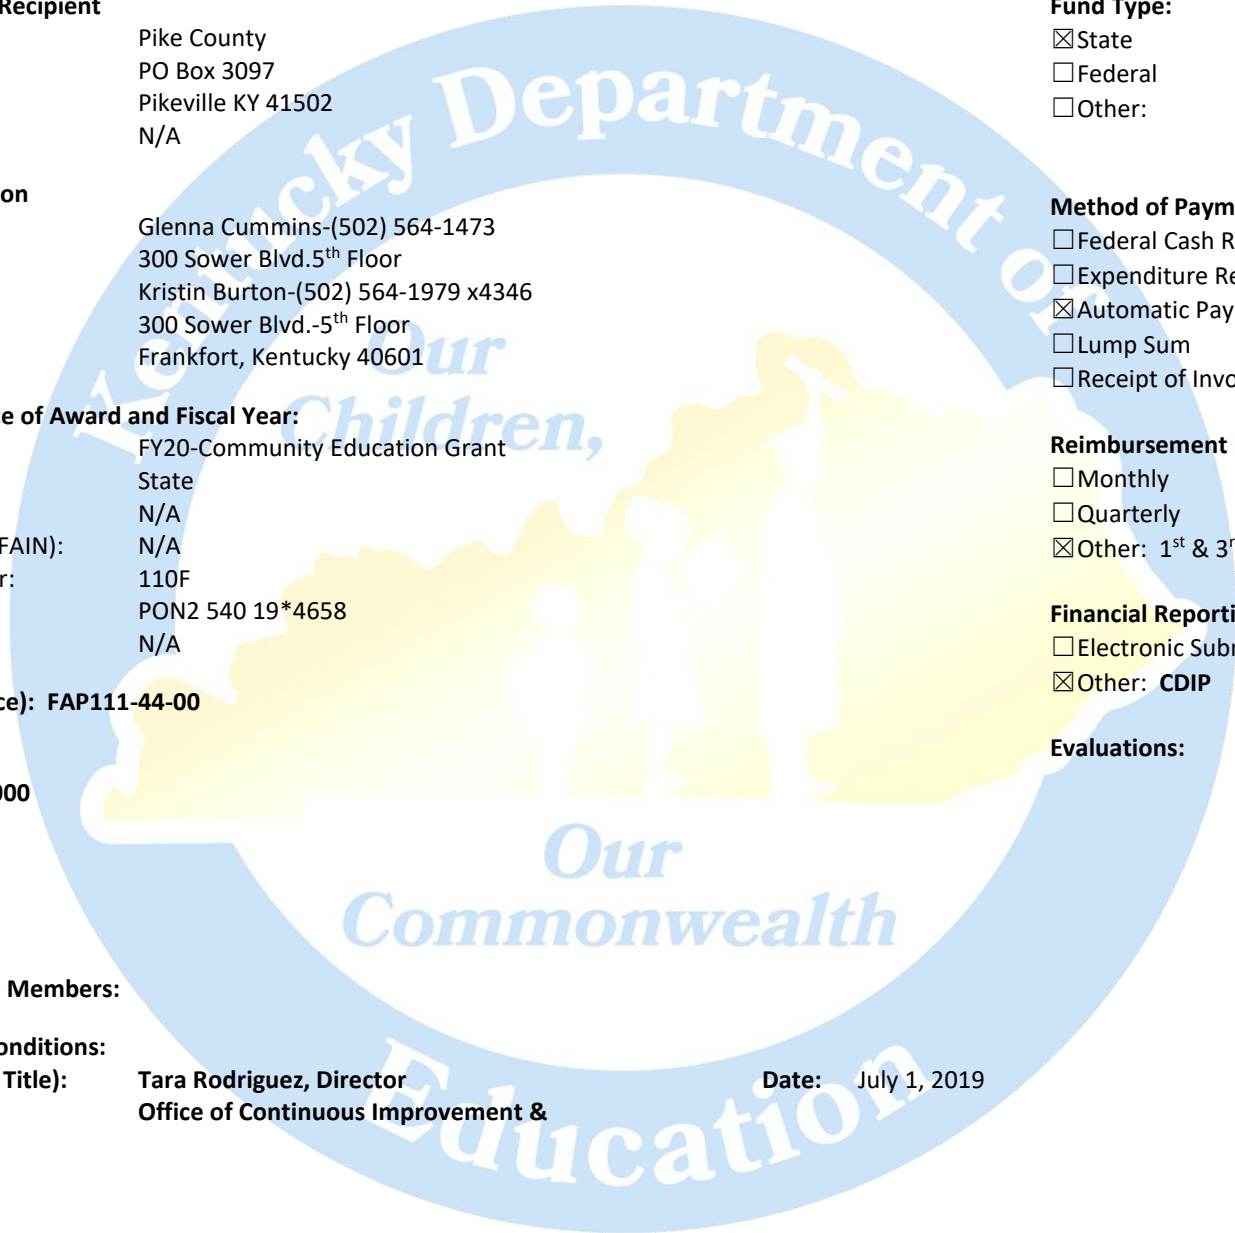 Recipient
Pike County
PO Box 3097
Pikeville KY 41502
N/A
on
Glenna Cummins-(502) 564-1473
300 Sower Blvd.5th Floor
Kristin Burton-(502) 564-1979 x4346
300 Sower Blvd.-5th Floor
Frankfort, Kentucky 40601
e of Award and Fiscal Year:
FY20-Community Education Grant
State
N/A
FAIN): N/A
r: 110F
PON2 540 19*4658
N/A
ce): FAP111-44-00
000
Members:
onditions:
Title): Tara Rodriguez, Director Date: July 1, 2019
Office of Continuous Improvement &
Fund Type:
☒State
☐Federal
☐Other:
Method of Paym
☐Federal Cash R
☐Expenditure Re
☒Automatic Pay
☐Lump Sum
☐Receipt of Invo
Reimbursement
☐Monthly
☐Quarterly
☒Other: 1st & 3r
Financial Reporti
☐Electronic Subr
☒Other: CDIP
Evaluations:
Kentucky Department of
Education
Our
Children,
Our
Commonwealth